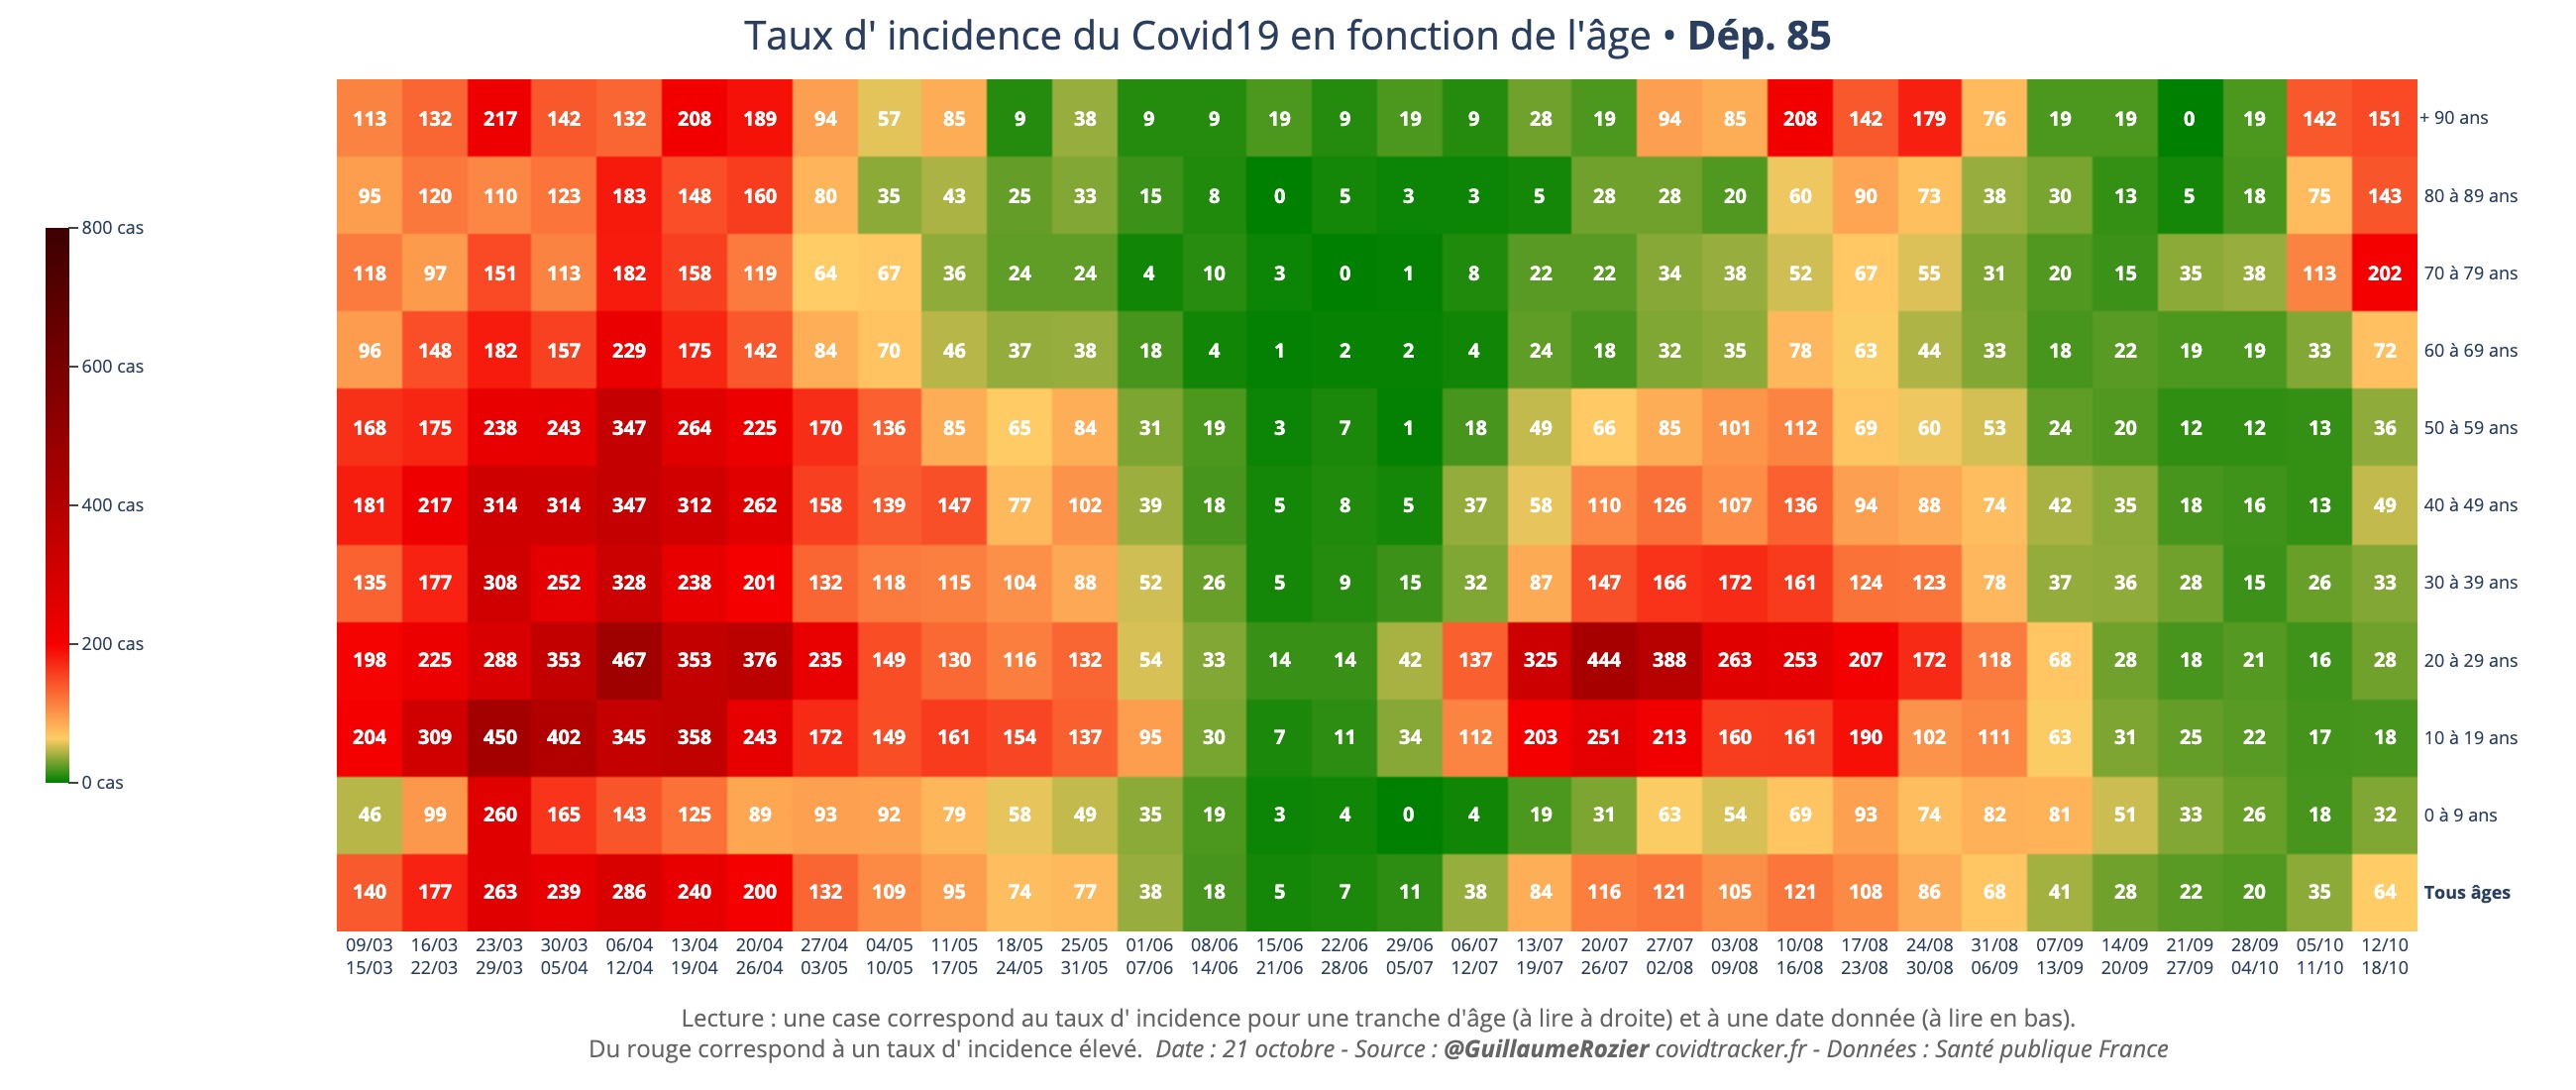 Taux d' incidence du Covid19 en fonction de l'âge • Dép. 85
113 132 217 142 132 208 189 94 57 85 9 38 9 9 19 9 19 9 28 19 94 85 208 142 179 76 19 19 0 19 142 151 + 90 ans
95 120 110 123 183 148 160 80 35 43 25 33 15 8 0 5 3 3 5 28 28 20 60 90 73 38 30 13 5 18 75 143 80 à 89 ans
800 cas
118 97 151 113 182 158 119 64 67 36 24 24 4 10 3 0 1 8 22 22 34 38 52 67 55 31 20 15 35 38 113 202 70 à 79 ans
96 148 182 157 229 175 142 84 70 46 37 38 18 4 1 2 2 4 24 18 32 35 78 63 44 33 18 22 19 19 33 72 60 à 69 ans
600 cas
168 175 238 243 347 264 225 170 136 85 65 84 31 19 3 7 1 18 49 66 85 101 112 69 60 53 24 20 12 12 13 36 50 à 59 ans
400 cas
181 217 314 314 347 312 262 158 139 147 77 102 39 18 5 8 5 37 58 110 126 107 136 94 88 74 42 35 18 16 13 49 40 à 49 ans
135 177 308 252 328 238 201 132 118 115 104 88 52 26 5 9 15 32 87 147 166 172 161 124 123 78 37 36 28 15 26 33 30 à 39 ans
200 cas
198 225 288 353 467 353 376 235 149 130 116 132 54 33 14 14 42 137 325 444 388 263 253 207 172 118 68 28 18 21 16 28 20 à 29 ans
204 309 450 402 345 358 243 172 149 161 154 137 95 30 7 11 34 112 203 251 213 160 161 190 102 111 63 31 25 22 17 18 10 à 19 ans
0 cas
46 99 260 165 143 125 89 93 92 79 58 49 35 19 3 4 0 4 19 31 63 54 69 93 74 82 81 51 33 26 18 32 0 à 9 ans
140 177 263 239 286 240 200 132 109 95 74 77 38 18 5 7 11 38 84 116 121 105 121 108 86 68 41 28 22 20 35 64 Tous âges
09/03 16/03 23/03 30/03 06/04 13/04 20/04 27/04 04/05 11/05 18/05 25/05 01/06 08/06 15/06 22/06 29/06 06/07 13/07 20/07 27/07 03/08 10/08 17/08 24/08 31/08 07/09 14/09 21/09 28/09 05/10 12/10
15/03 22/03 29/03 05/04 12/04 19/04 26/04 03/05 10/05 17/05 24/05 31/05 07/06 14/06 21/06 28/06 05/07 12/07 19/07 26/07 02/08 09/08 16/08 23/08 30/08 06/09 13/09 20/09 27/09 04/10 11/10 18/10
Lecture : une case correspond au taux d' incidence pour une tranche d'âge (à lire à droite) et à une date donnée (à lire en bas).
Du rouge correspond à un taux d' incidence élevé. Date : 21 octobre - Source : @GuillaumeRozier covidtracker.fr - Données : Santé publique France